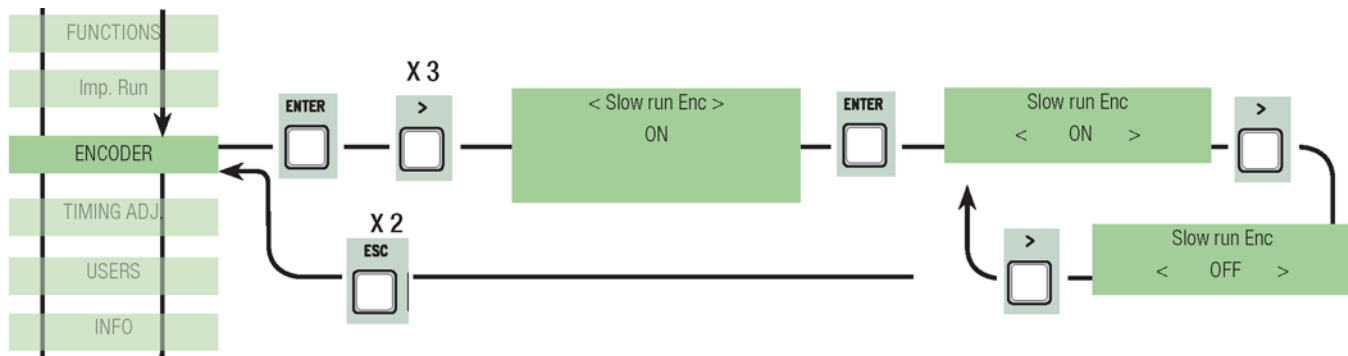 FUNCTIONS
Imp. Run
ENCODER
TIMING ADJ.
USERS
INFO
ENTER
X 3
>
< Slow run Enc >
ON
ENTER
Slow run Enc
< ON >
>
Slow run Enc
< OFF >
>
X 2
ESC